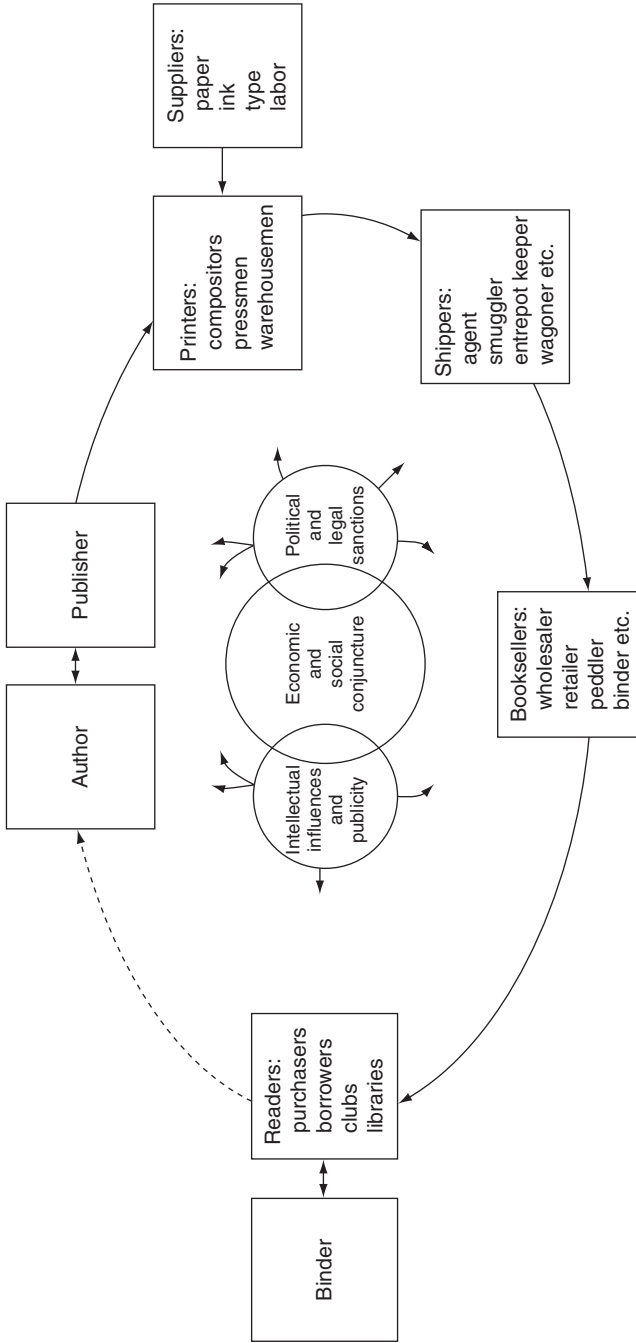 Author
Publisher
Suppliers:
paper
ink
type
labor
Printers:
compositors
pressmen
warehousemen
Binder
Readers:
purchasers
borrowers
clubs
libraries
Intellectual
influences
and
publicity
Economic
and
social
conjuncture
Political
and
legal
sanctions
Booksellers:
wholesaler
retailer
peddler
binder etc.
Shippers:
agent
smuggler
entrepot keeper
wagoner etc.